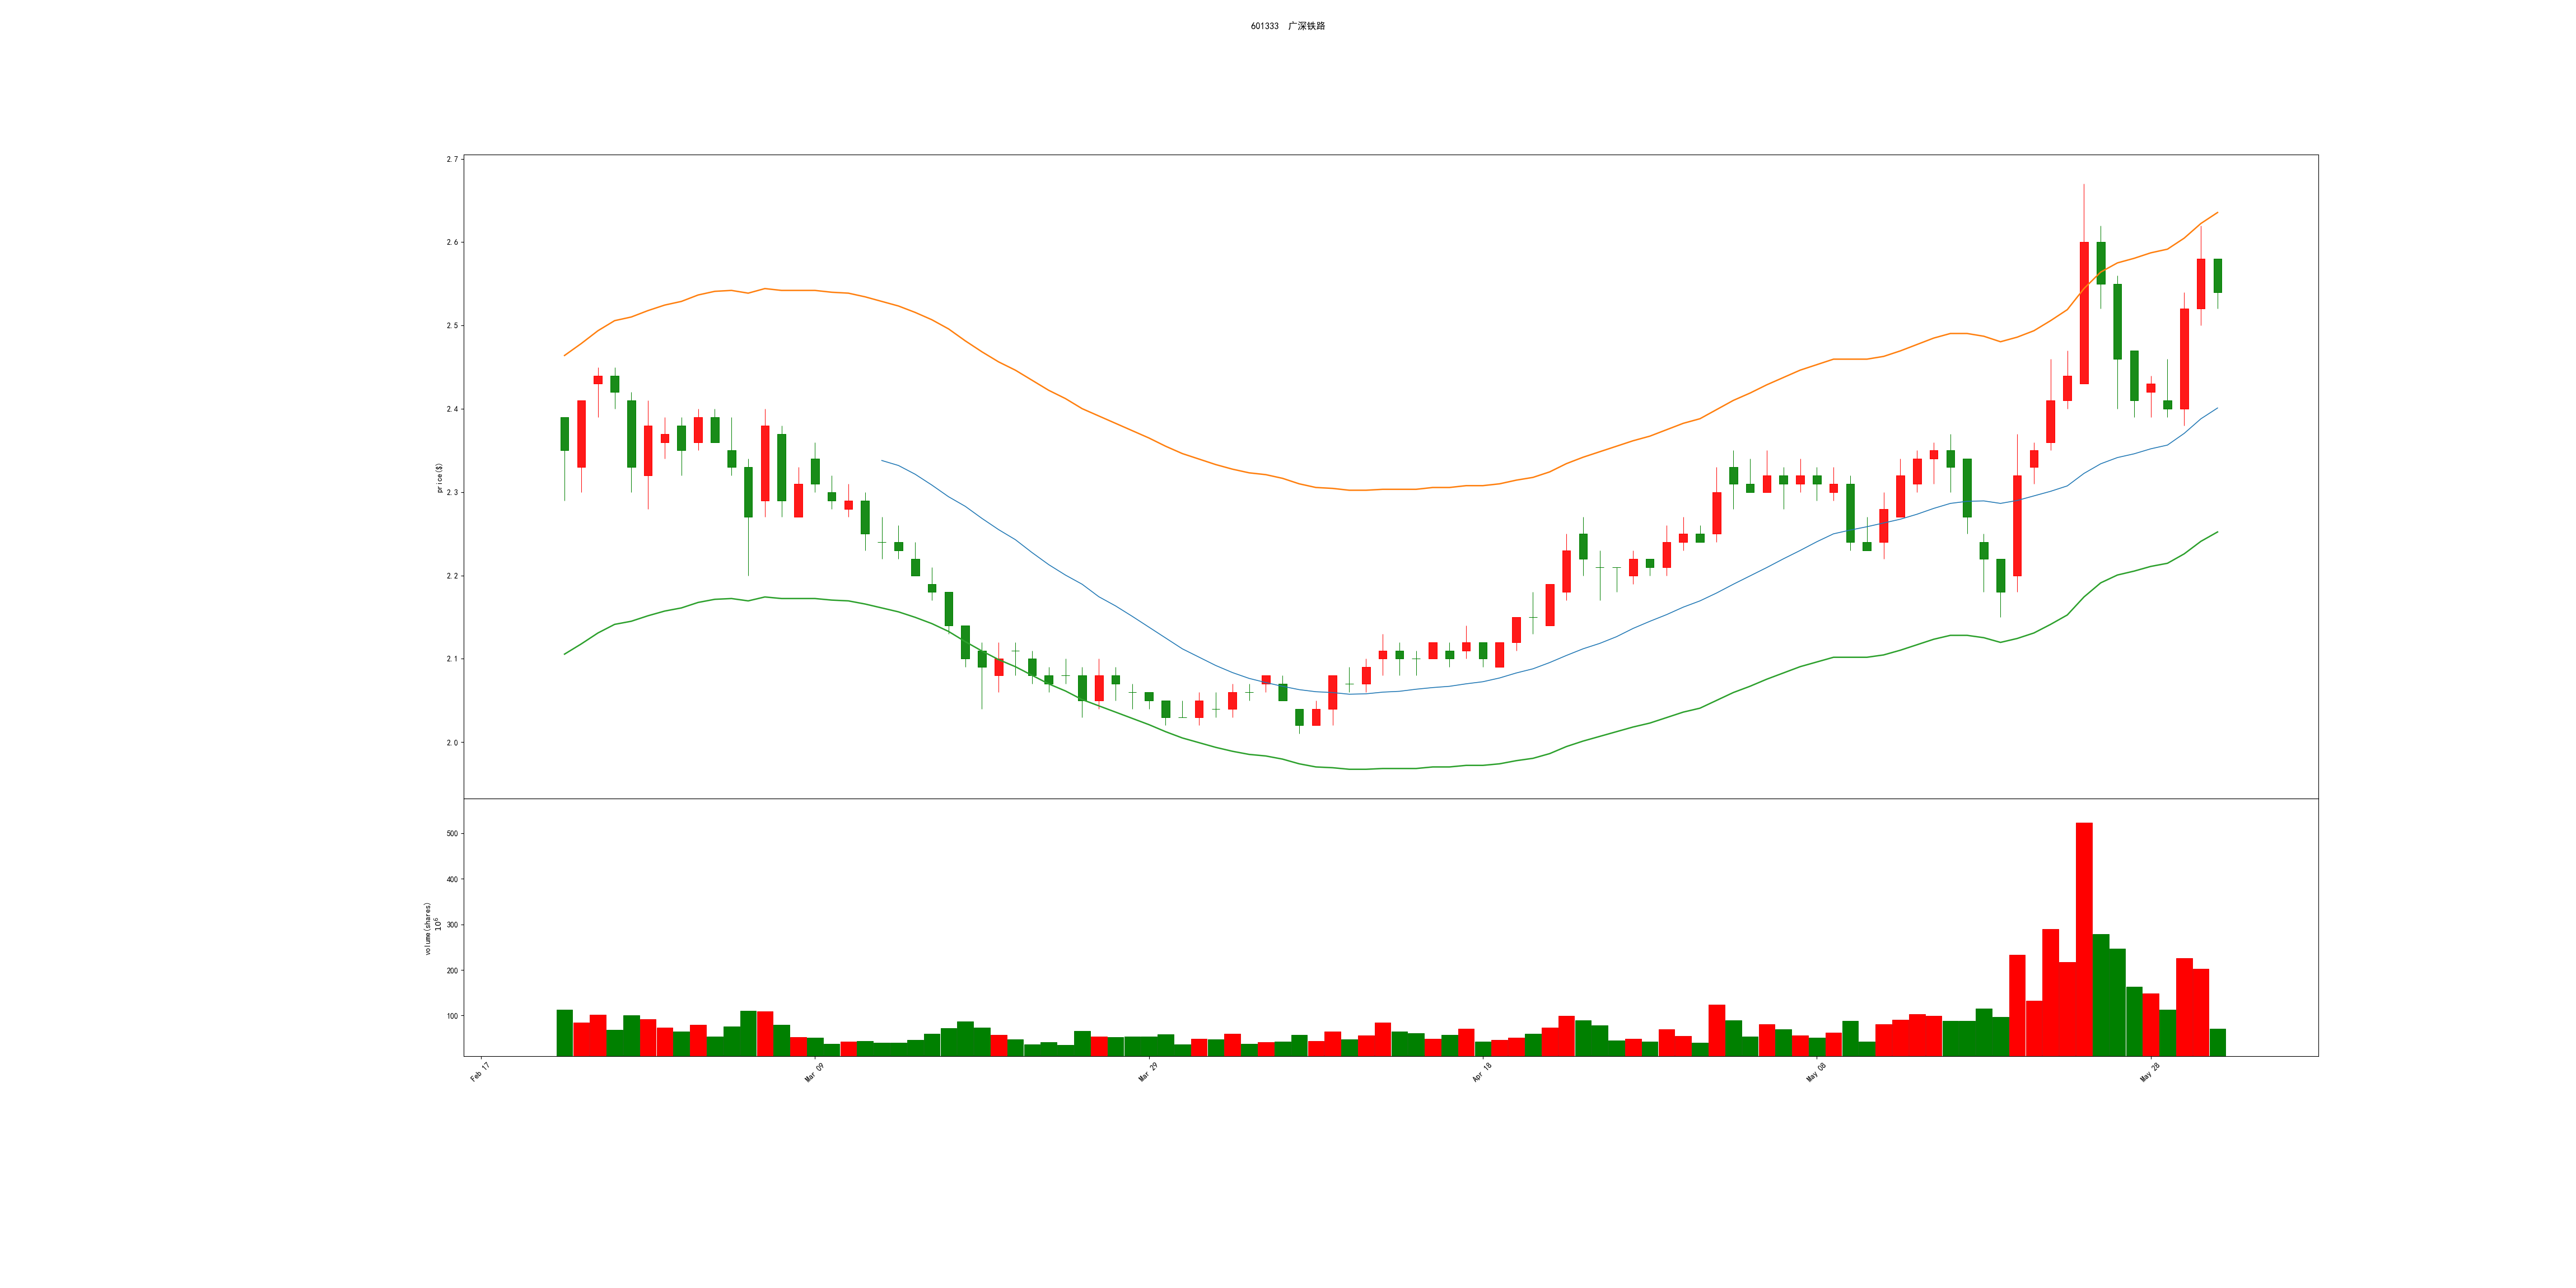 601333 广深铁路
2.7
2.6
2.5
2.4
2.3
2.2
2.1
2.0
price($)
500
400
300
200
100
volume(shares)
10^6
Feb 17
Mar 09
Mar 29
Apr 18
May 08
May 28